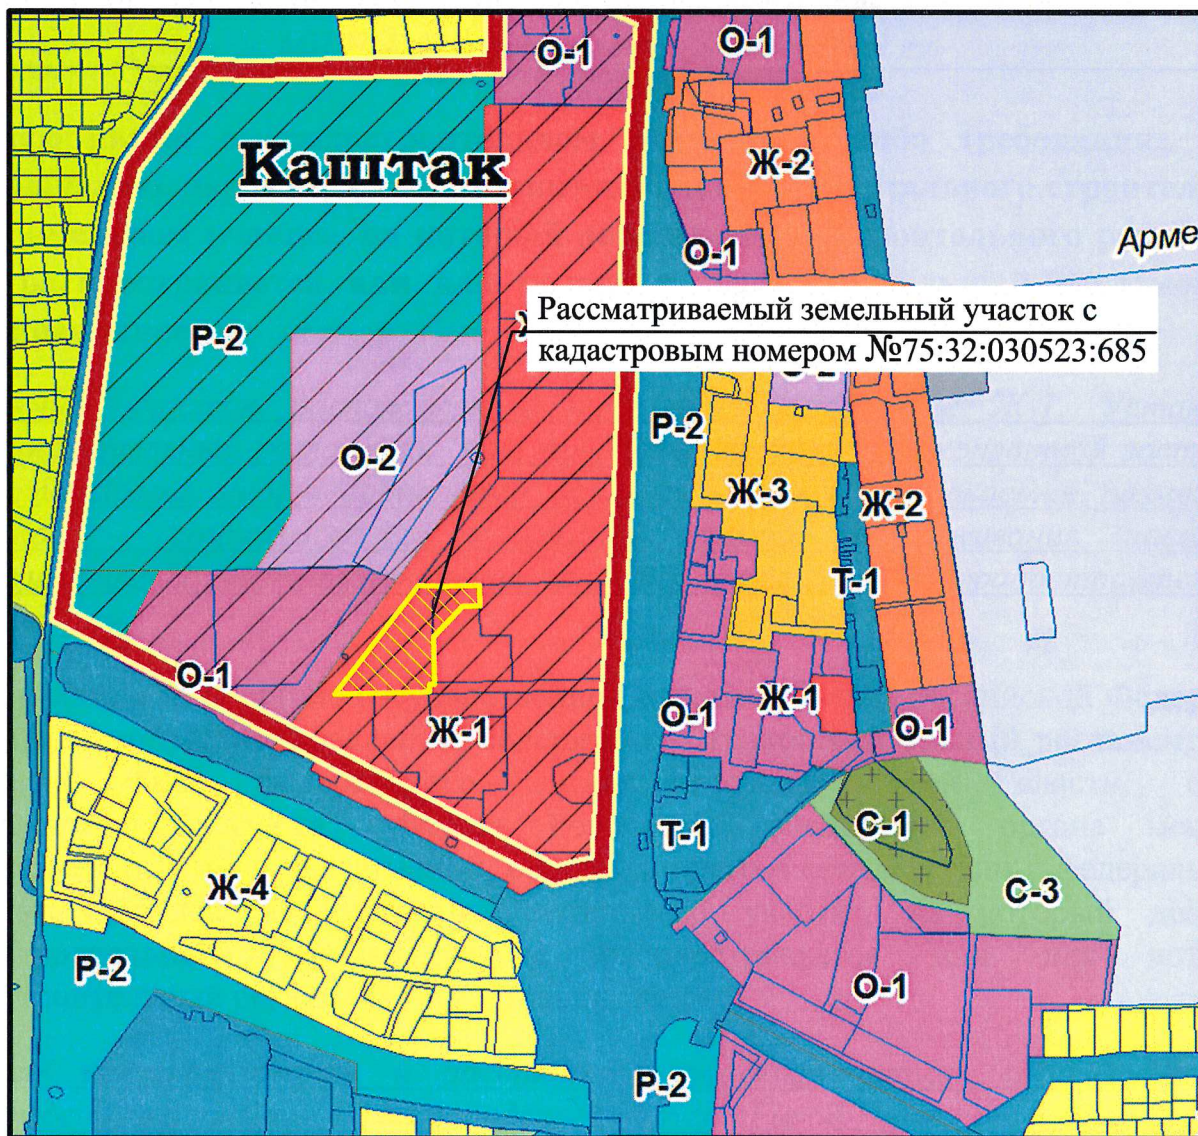 О-1
О-1
Каштак
Ж-2
О-1
Арме
Рассматриваемый земельный участок с
кадастровым номером №75:32:030523:685
Р-2
Р-2
О-2
Ж-3
Ж-2
Т-1
О-1
О-1
Ж-1
О-1
Ж-1
Т-1
С-1
Ж-4
С-3
Р-2
О-1
Р-2